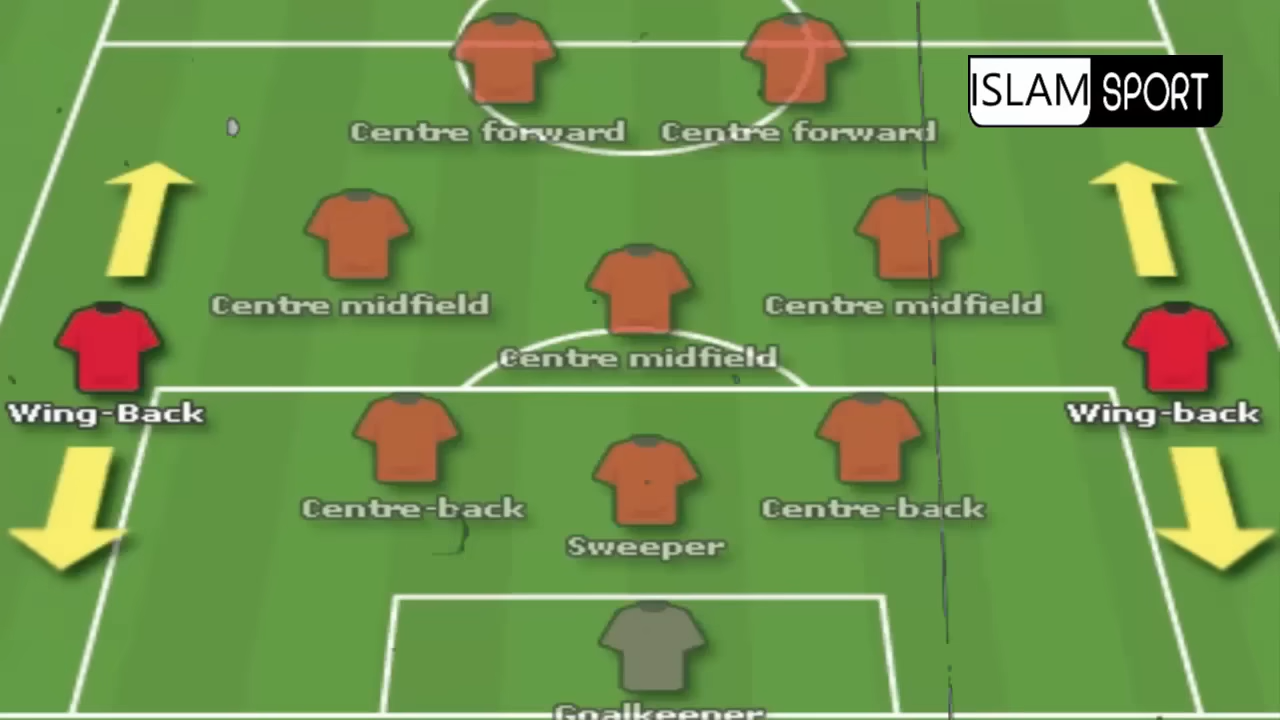 ISLAM SPORT
Centre forward Centre forward
Centre midfield Centre midfield
Centre midfield
Wing-Back Wing-back
Centre-back Centre-back
Sweeper
Goalkeeper